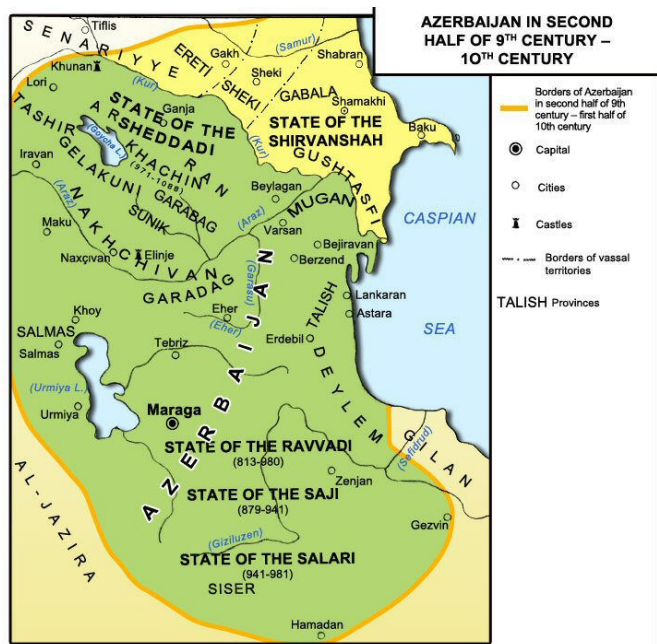 AZERBAIJAN IN SECOND
HALF OF 9TH CENTURY –
10TH CENTURY
Borders of Azerbaijan
in second half of 9th
century – first half of
10th century
Capital
Cities
Castles
Borders of vassal
territories
TALISH Provinces
Tiflis
SENARIYYE
Khunan
Lori
(Kur)
ERETI
Gakh
(Samur)
Shabran
SHEKI
Sheki
GABALA
Shamakhi
STATE OF THE
SHIRVANSHAH
Baku
GUSHTASFI
(Kur)
STATE OF THE
SHEDDADI
(971-1088)
Ganja
ARRAN
TASHIR
(Goycha L.)
KHACHIN
GELAKUNI
GARABAG
SUNIK
Iravan
(Araz)
Beylagan
(Araz)
MUGAN
Varsan
CASPIAN
SEA
Maku
NAKHCHIVAN
Naxçıvan
Elinje
GARADAG
Bejiravan
Berzend
(Garasu)
Lankaran
Astara
TALISH
Khoy
SALMAS
Salmas
Eher
(Eher)
Erdebil
Tebriz
DEYLEM
AZERBAIJAN
(Urmiya L.)
Urmiya
Maraga
STATE OF THE RAVVADI
(813-980)
GILAN
(Sefidrud)
Zenjan
STATE OF THE SAJI
(879-941)
Gezvin
AL-JAZIRA
(Giziluzen)
STATE OF THE SALARI
(941-981)
SISER
Hamadan